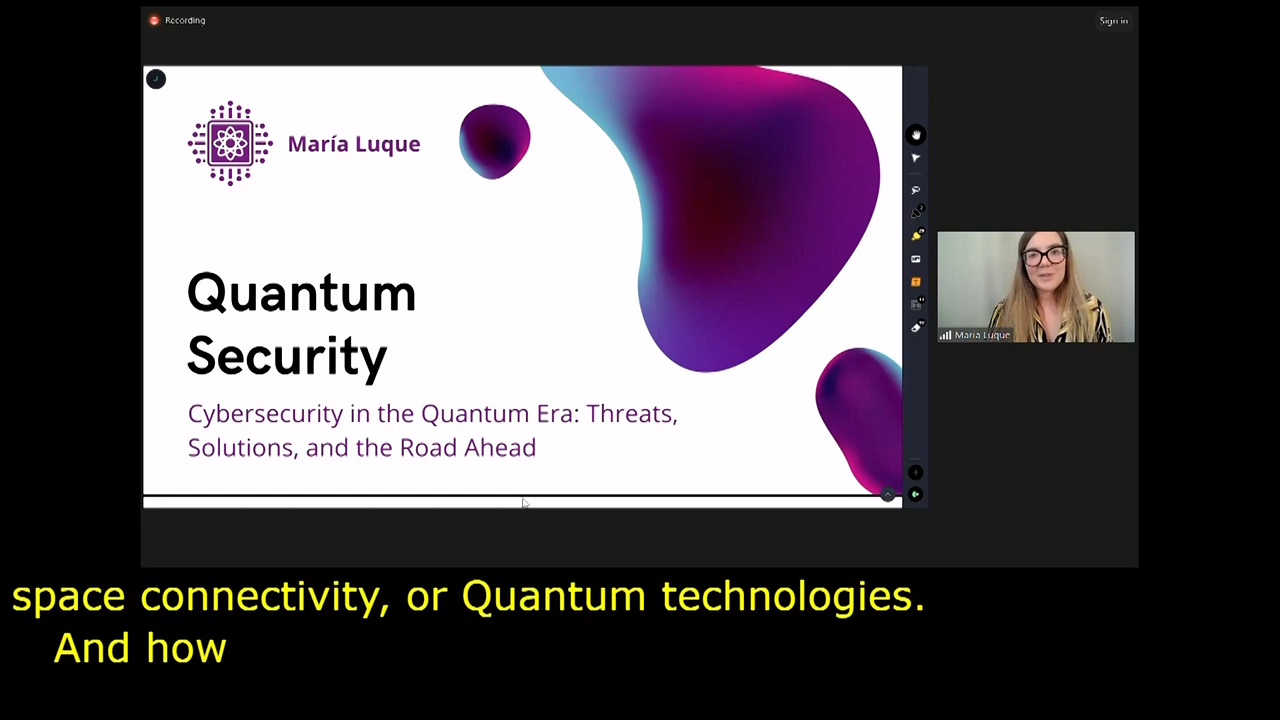 Recording
Sign in
María Luque
Quantum
Security
Cybersecurity in the Quantum Era: Threats,
Solutions, and the Road Ahead
María Luque
space connectivity, or Quantum technologies.
And how